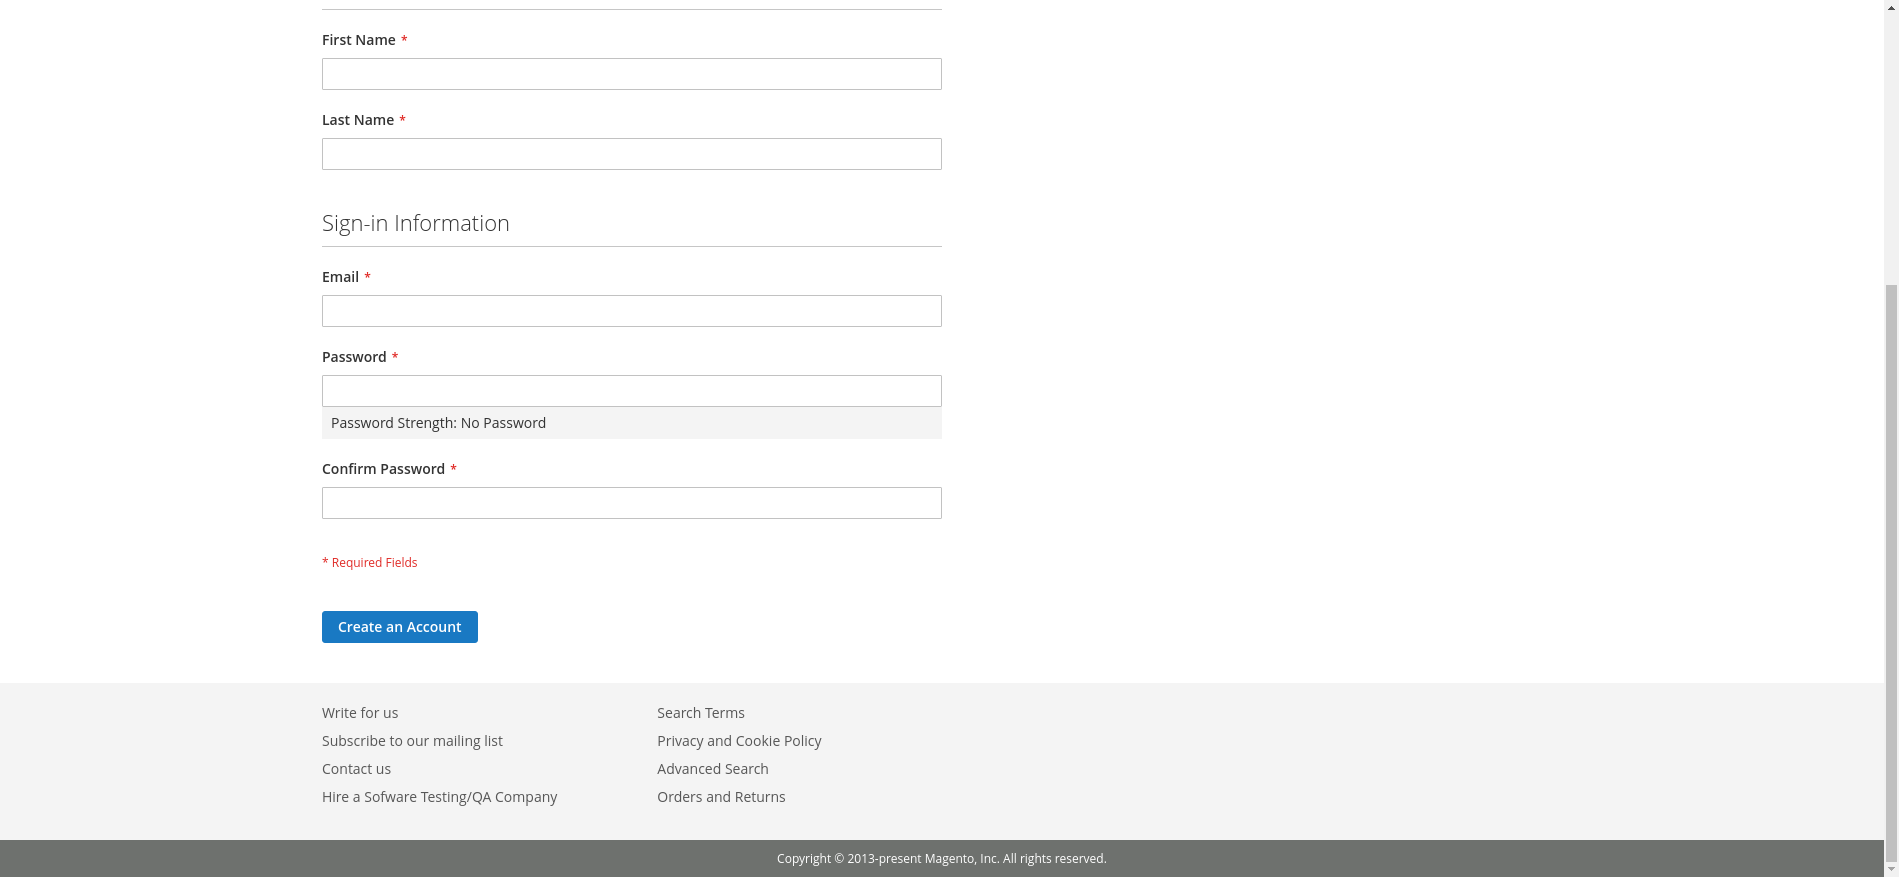 First Name *
Last Name *
Sign-in Information
Email *
Password *
Password Strength: No Password
Confirm Password *
* Required Fields
Create an Account
Write for us
Subscribe to our mailing list
Contact us
Hire a Sofware Testing/QA Company
Search Terms
Privacy and Cookie Policy
Advanced Search
Orders and Returns
Copyright © 2013-present Magento, Inc. All rights reserved.